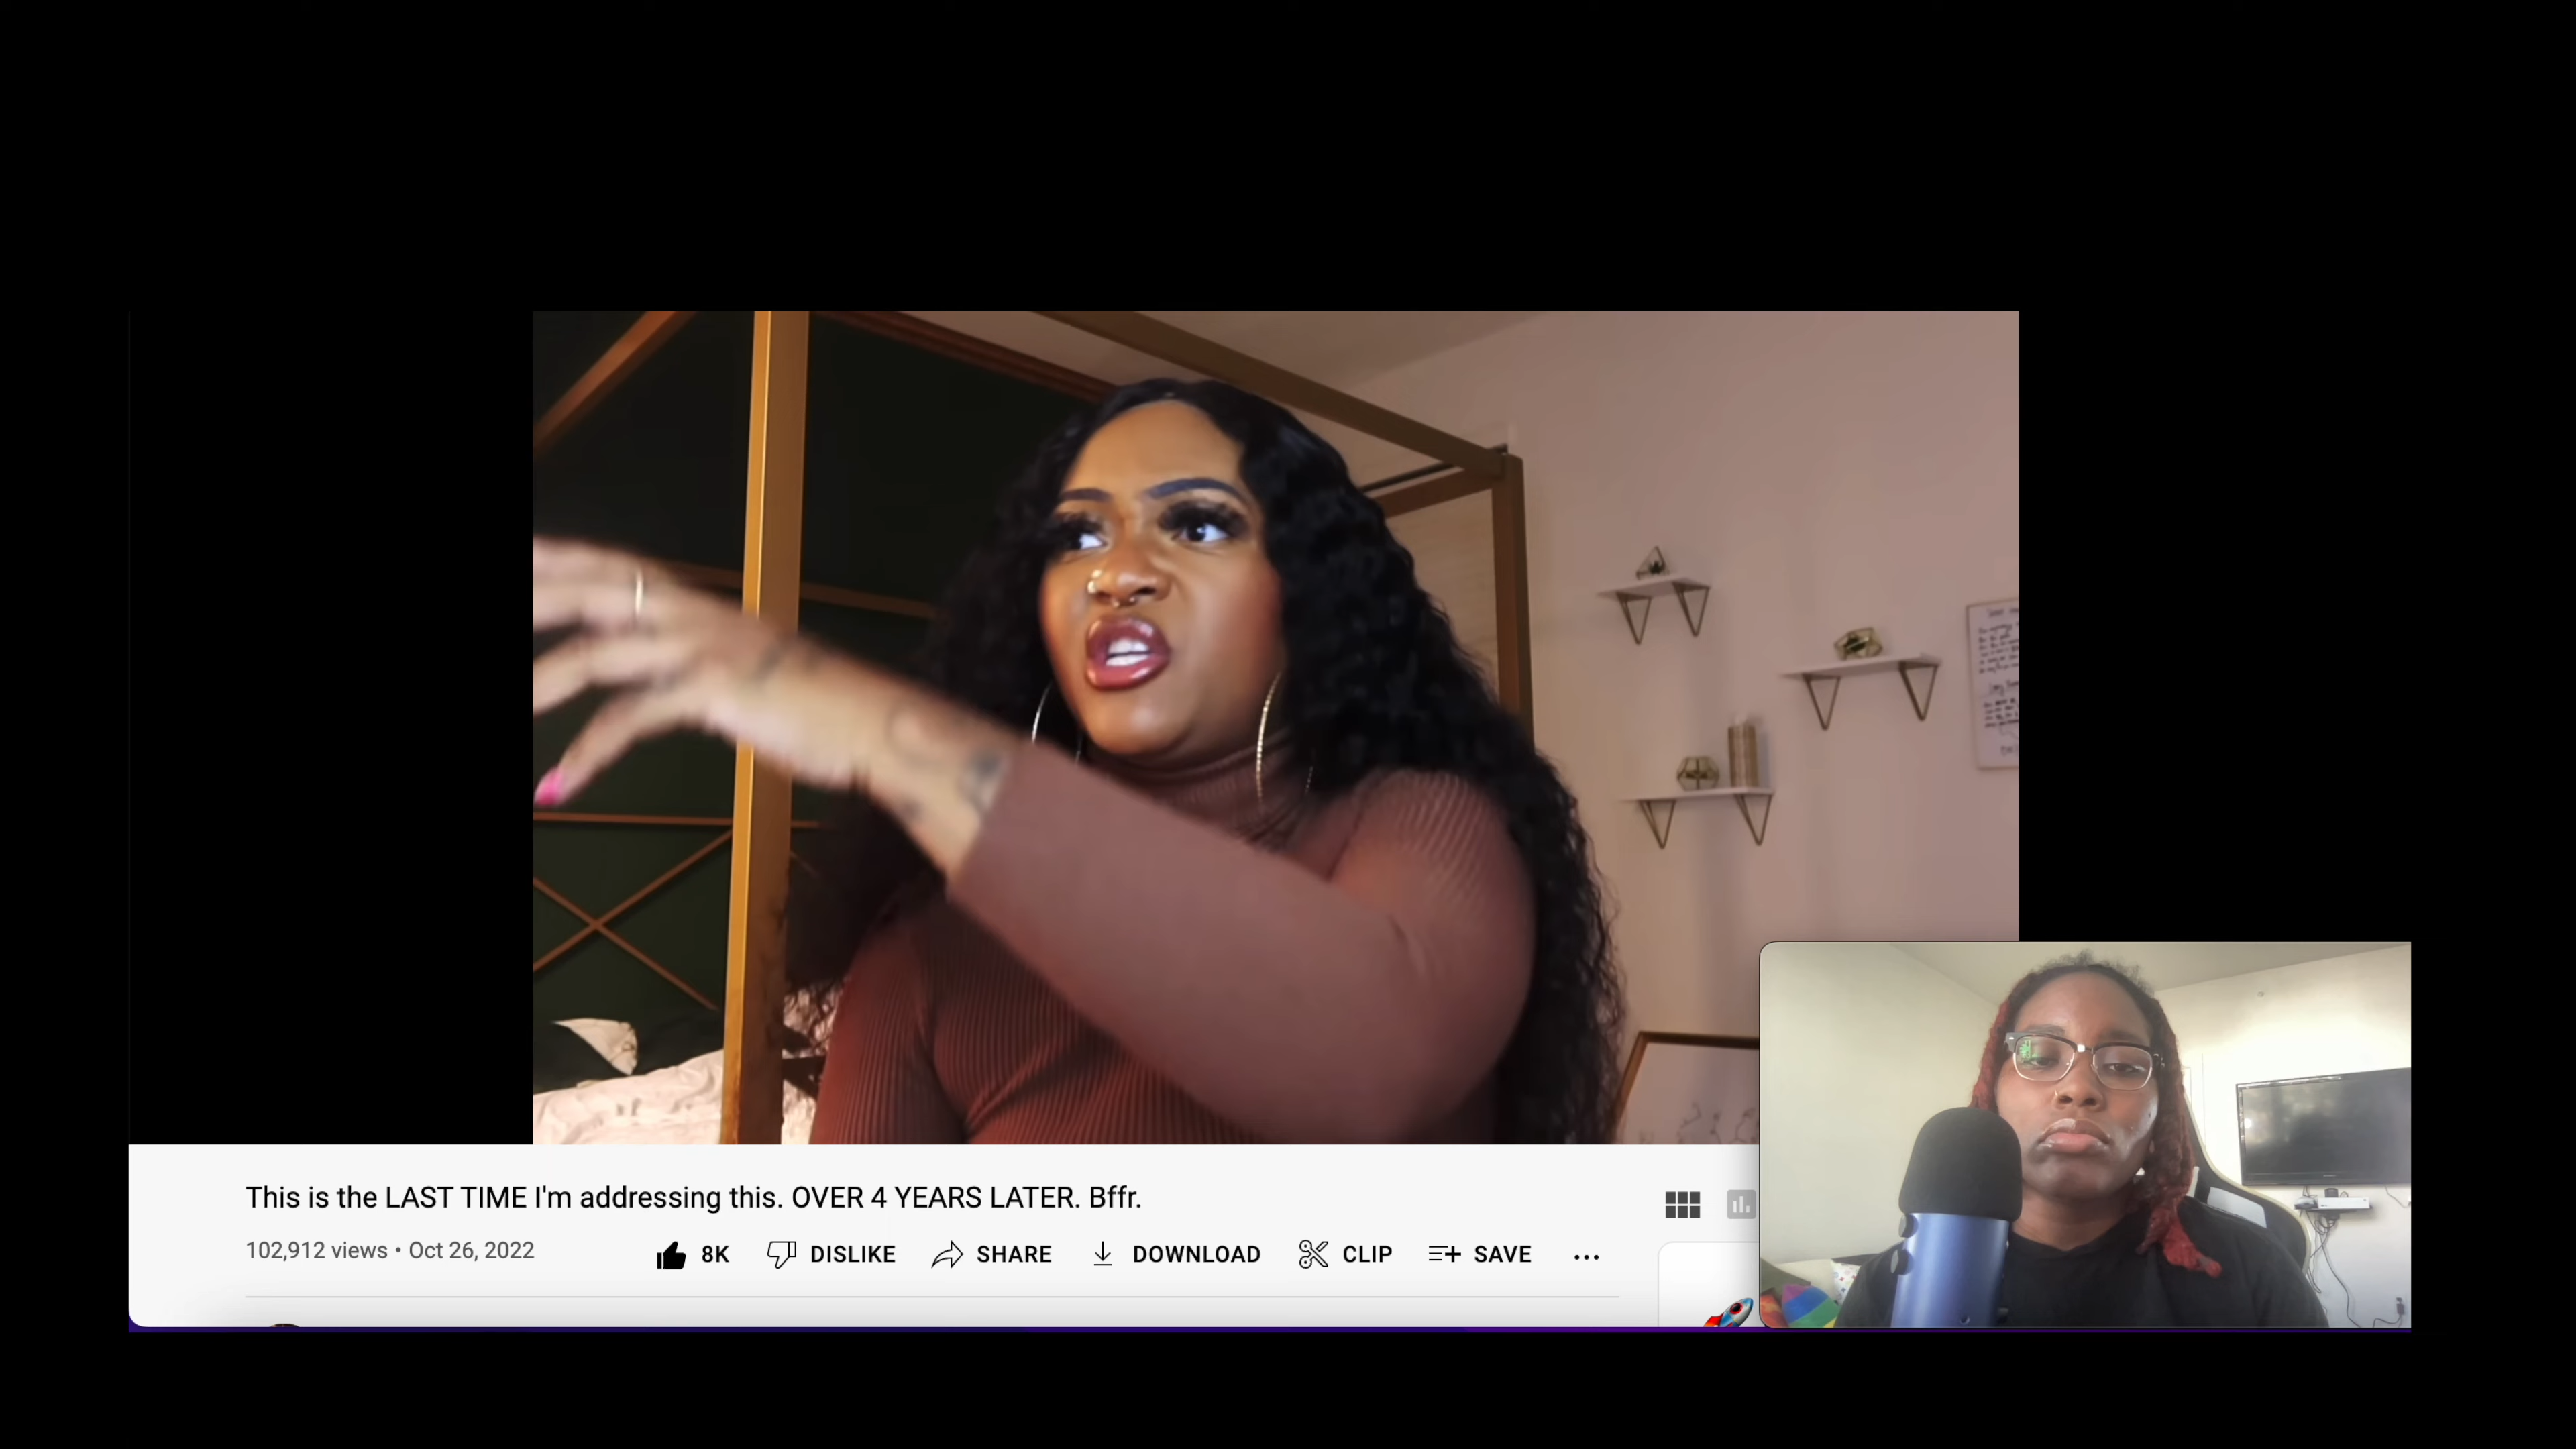 This is the LAST TIME I'm addressing this. OVER 4 YEARS LATER. Bffr.
102,912 views • Oct 26, 2022
8K DISLIKE SHARE DOWNLOAD CLIP SAVE ...